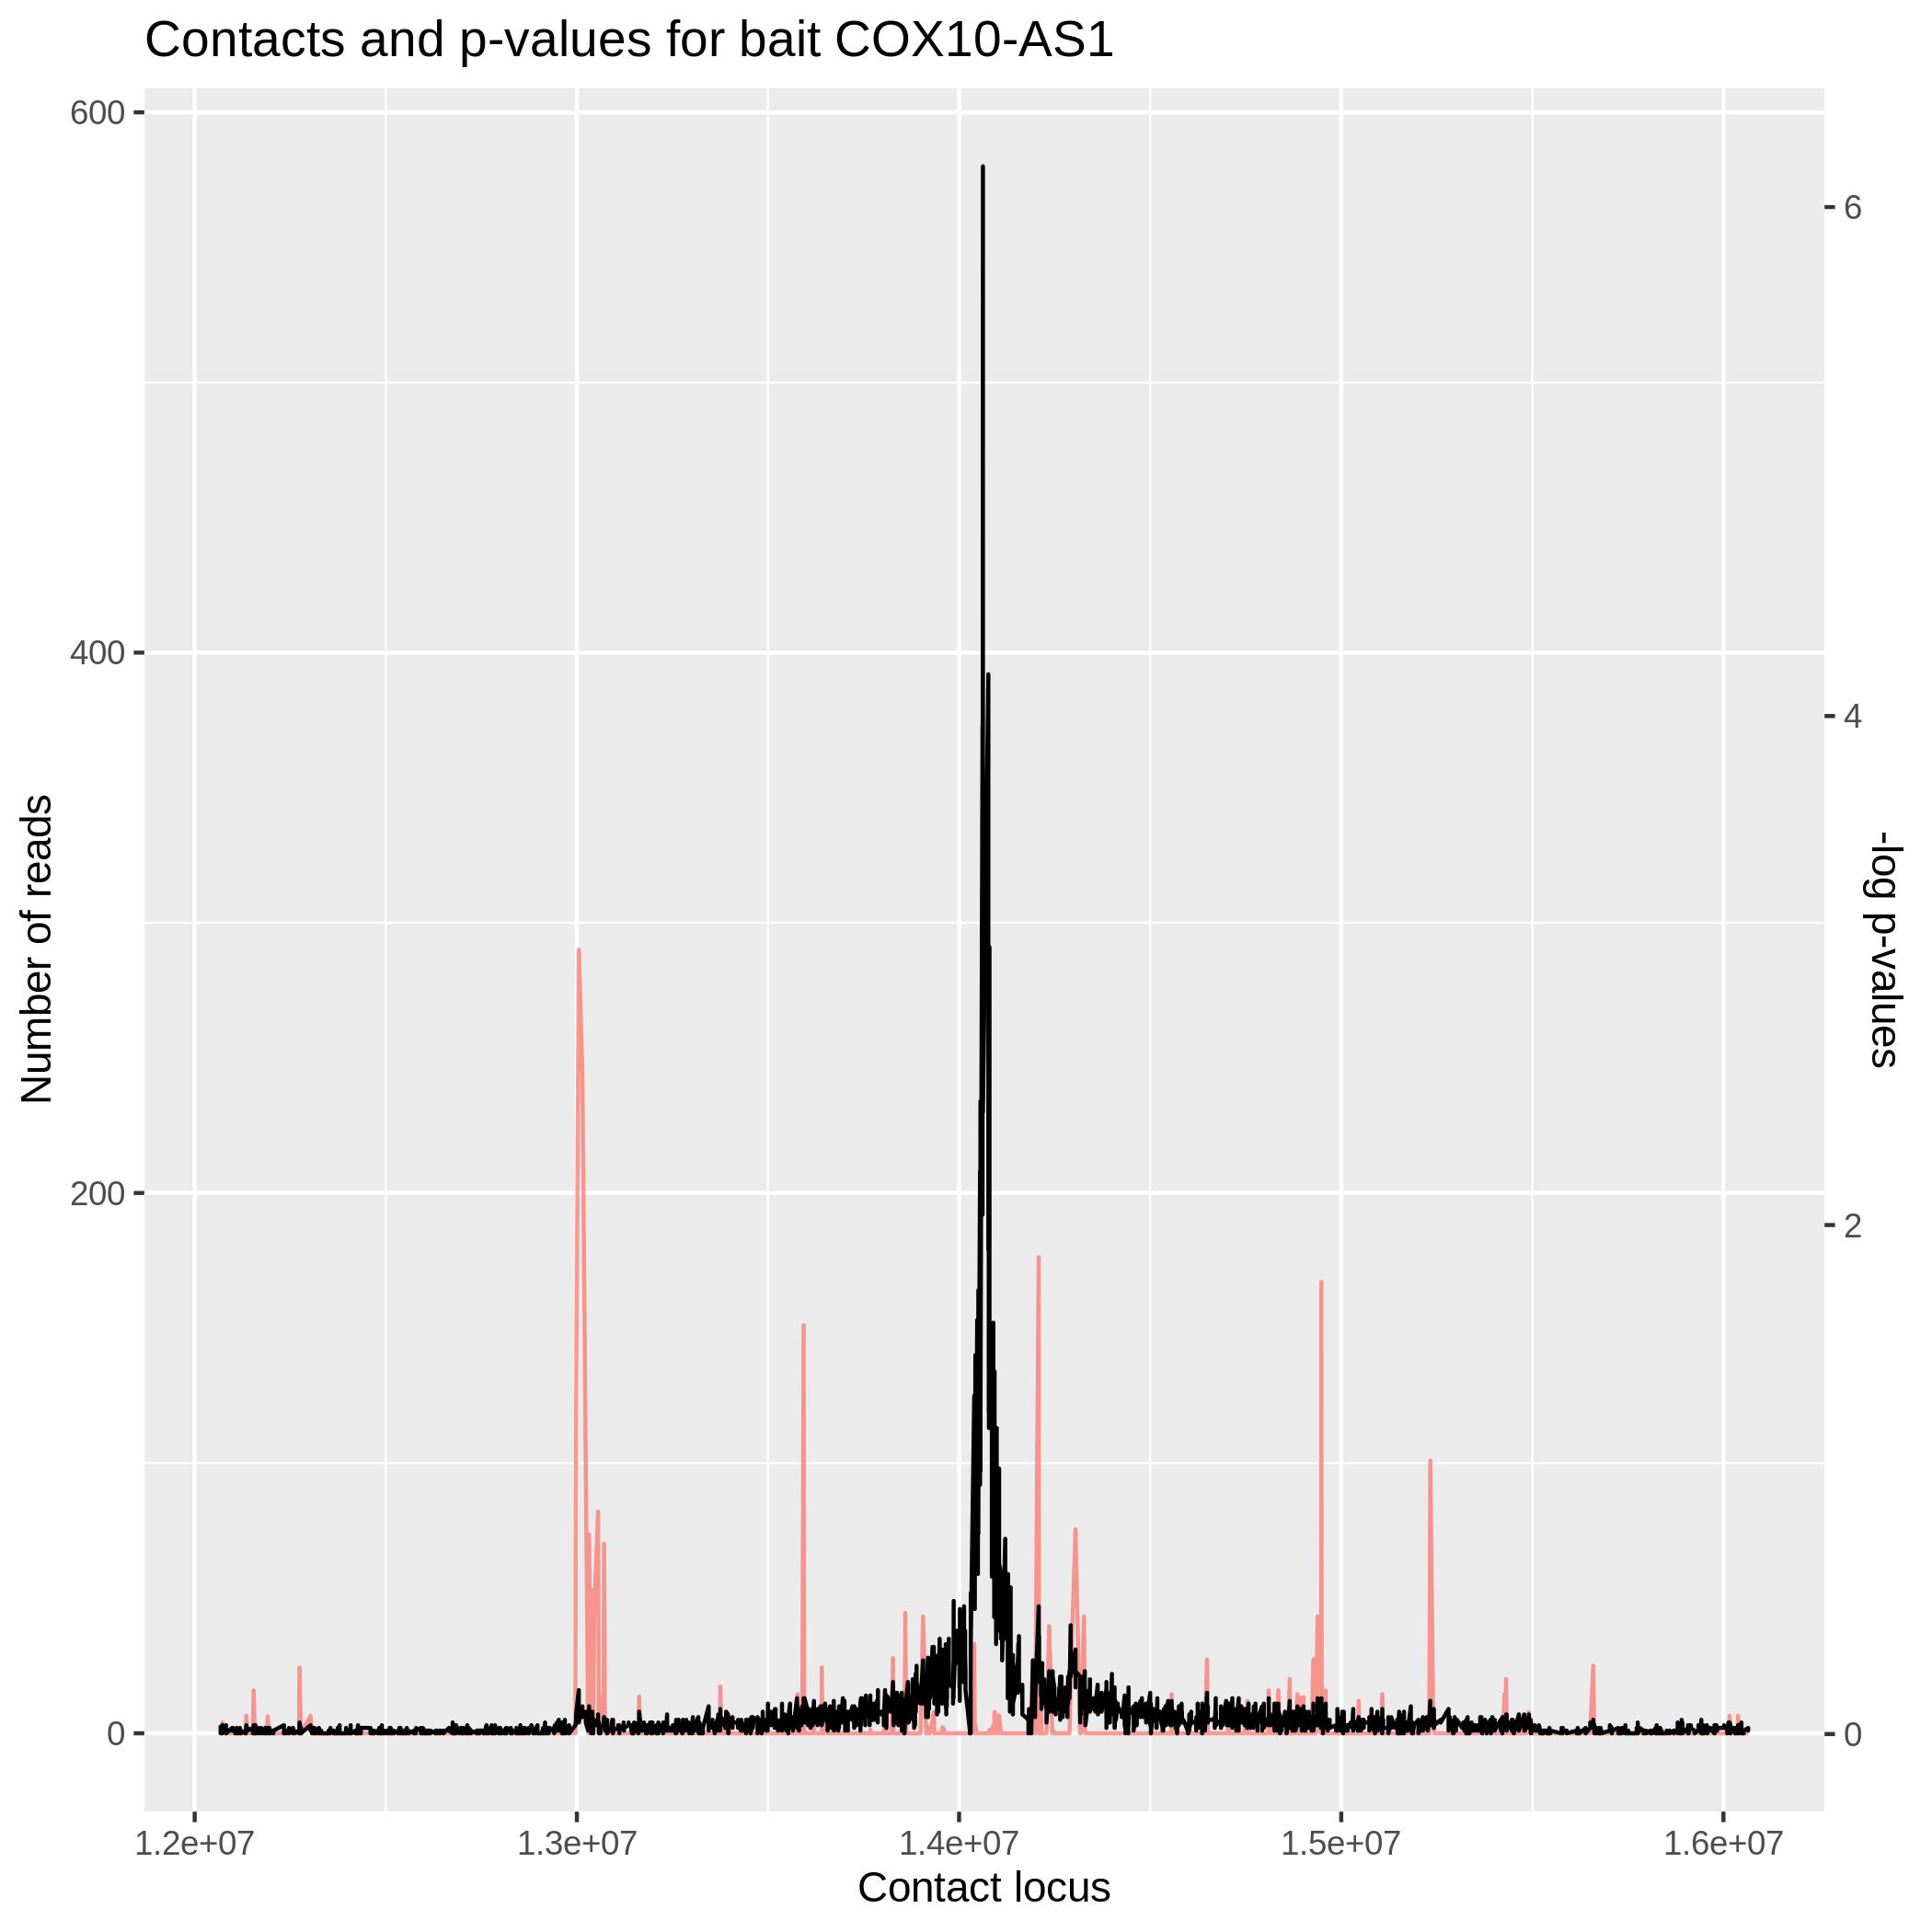 Contacts and p-values for bait COX10-AS1
600
400
200
0
Number of reads
6
4
2
0
-log p-values
1.2e+07 1.3e+07 1.4e+07 1.5e+07 1.6e+07
Contact locus